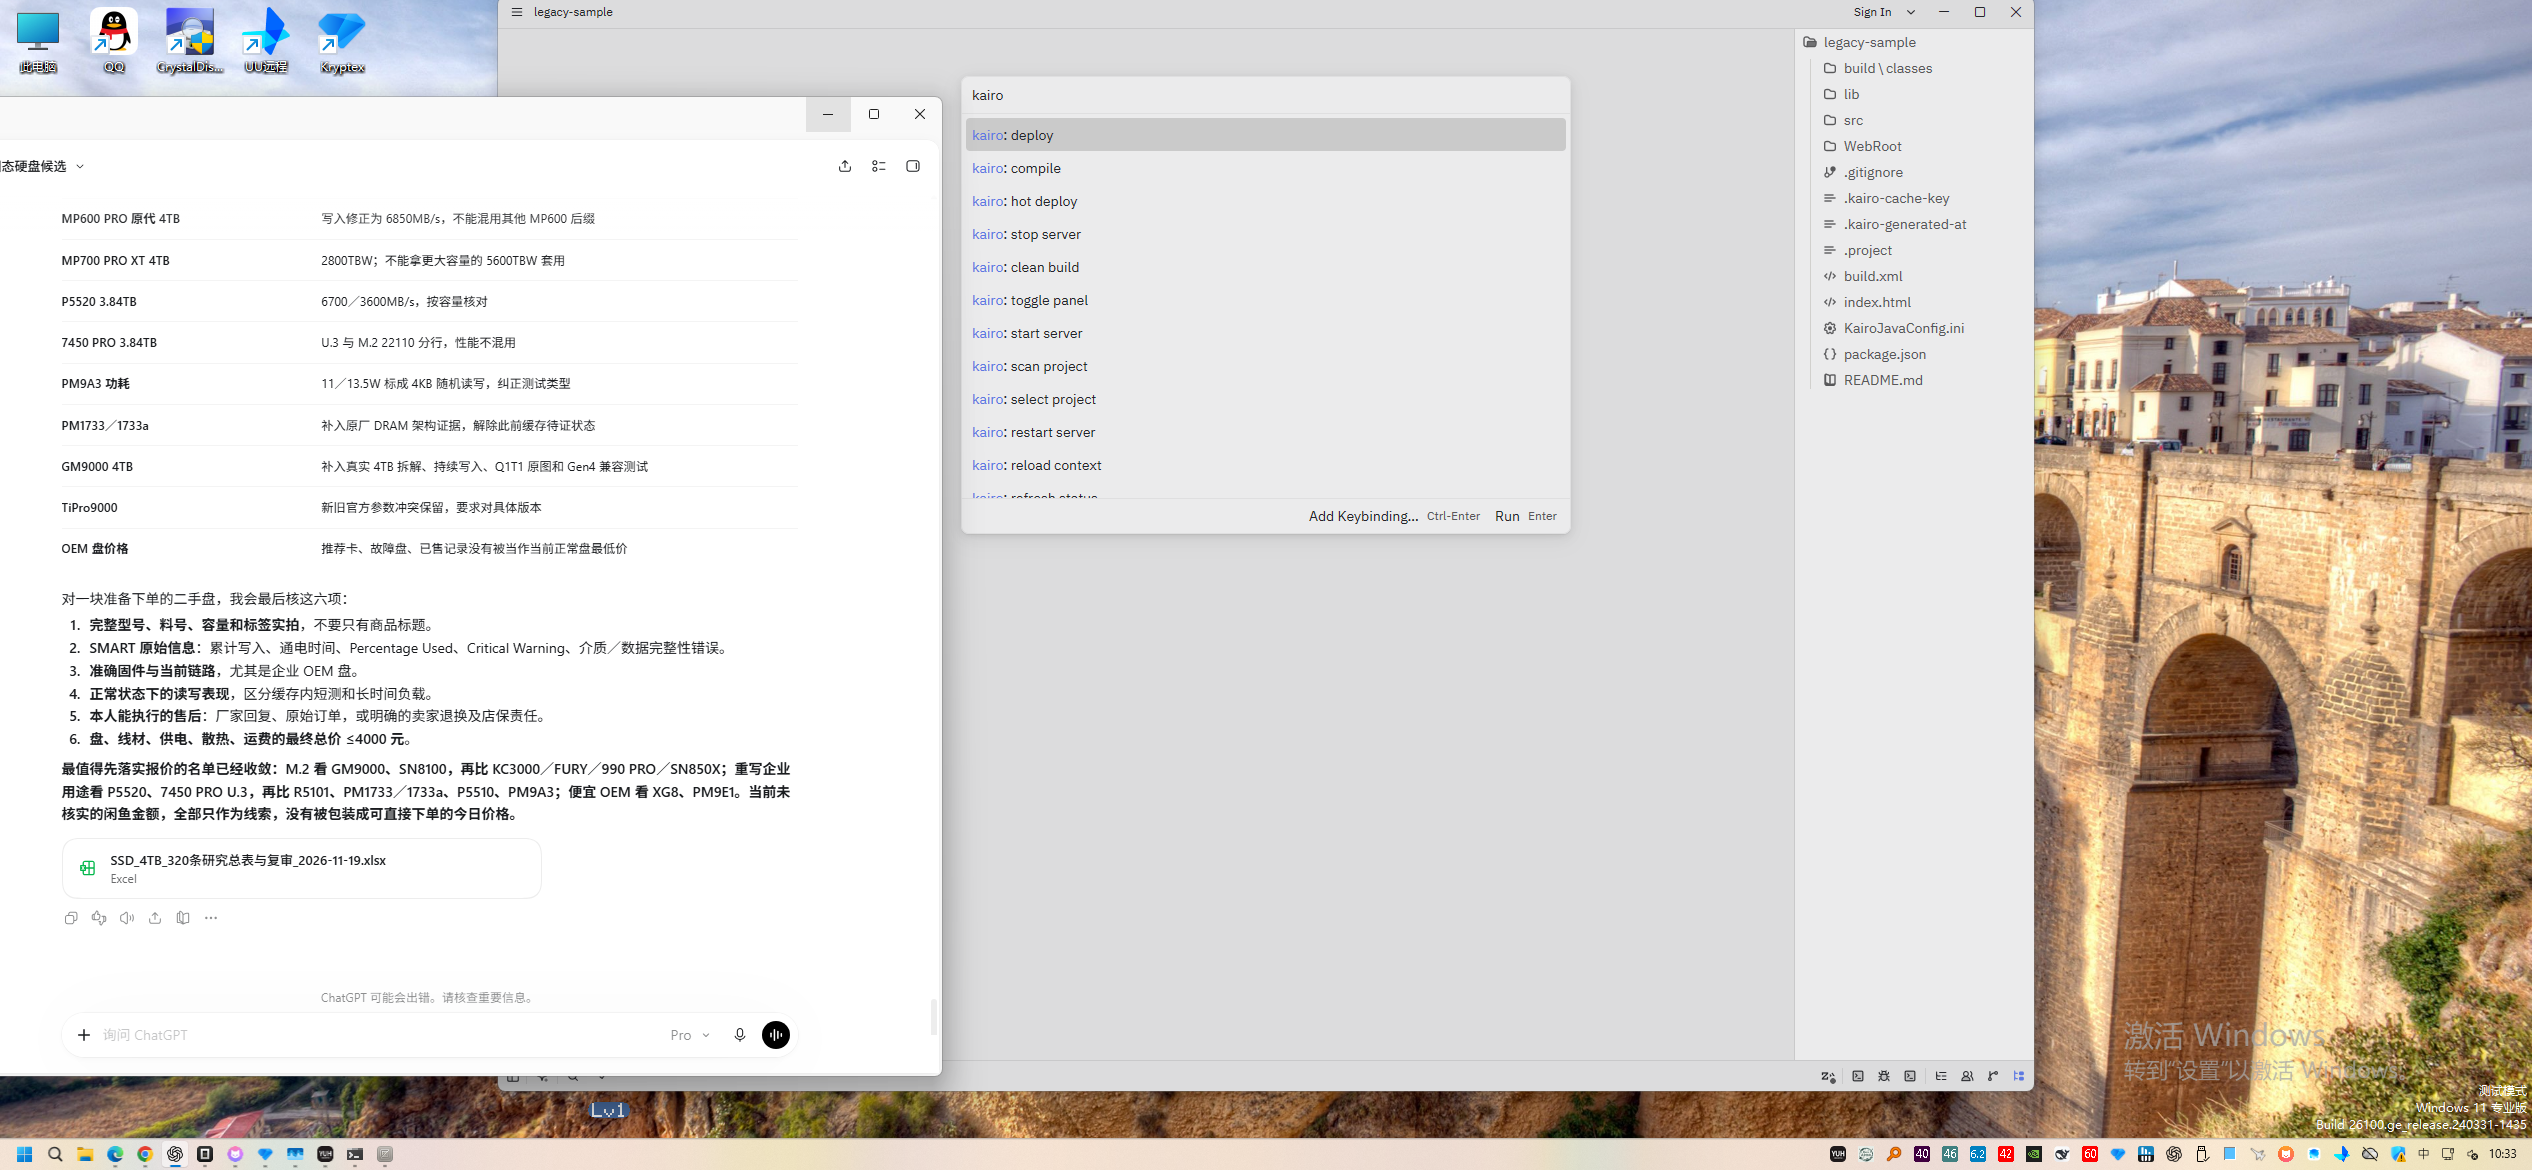 此电脑
QQ
CrystalDis...
UU远程
Kryptex
态硬盘候选
MP600 PRO 原代 4TB
写入修正为 6850MB/s，不能混用其他 MP600 后缀
MP700 PRO XT 4TB
2800TBW；不能拿更大容量的 5600TBW 套用
P5520 3.84TB
6700／3600MB/s，按容量核对
7450 PRO 3.84TB
U.3 与 M.2 22110 分行，性能不混用
PM9A3 功耗
11／13.5W 标成 4KB 随机读写，纠正测试类型
PM1733／1733a
补入原厂 DRAM 架构证据，解除此前缓存待证状态
GM9000 4TB
补入真实 4TB 拆解、持续写入、Q1T1 原图和 Gen4 兼容测试
TiPro9000
新旧官方参数冲突保留，要求对具体版本
OEM 盘价格
推荐卡、故障盘、已售记录没有被当作当前正常盘最低价
对一块准备下单的二手盘，我会最后核这六项：
1. 完整型号、料号、容量和标签实拍，不要只有商品标题。
2. SMART 原始信息：累计写入、通电时间、Percentage Used、Critical Warning、介质／数据完整性错误。
3. 准确固件与当前链路，尤其是企业 OEM 盘。
4. 正常状态下的读写表现，区分缓存内短测和长时间负载。
5. 本人能执行的售后：厂家回复、原始订单，或明确的卖家退换及店保责任。
6. 盘、线材、供电、散热、运费的最终总价 ≤4000 元。
最值得先落实报价的名单已经收敛：M.2 看 GM9000、SN8100，再比 KC3000／FURY／990 PRO／SN850X；重写企业
用途看 P5520、7450 PRO U.3，再比 R5101、PM1733／1733a、P5510、PM9A3；便宜 OEM 看 XG8、PM9E1。当前未
核实的闲鱼金额，全部只作为线索，没有被包装成可直接下单的今日价格。
SSD_4TB_320条研究总表与复审_2026-11-19.xlsx
Excel
ChatGPT 可能会出错。请核查重要信息。
询问 ChatGPT
Pro
legacy-sample
Sign In
kairo
kairo: deploy
kairo: compile
kairo: hot deploy
kairo: stop server
kairo: clean build
kairo: toggle panel
kairo: start server
kairo: scan project
kairo: select project
kairo: restart server
kairo: reload context
kairo: refresh status
Add Keybinding... Ctrl-Enter Run Enter
legacy-sample
build\classes
lib
src
WebRoot
.gitignore
.kairo-cache-key
.kairo-generated-at
.project
build.xml
index.html
KairoJavaConfig.ini
package.json
README.md
Lv1
激活 Windows
转到"设置"以激活 Windows。
测试模式
Windows 11 专业版
Build 26100.ge_release.240331-1435
YUH
YUH
40
46
6.2
42
60
中
10:33